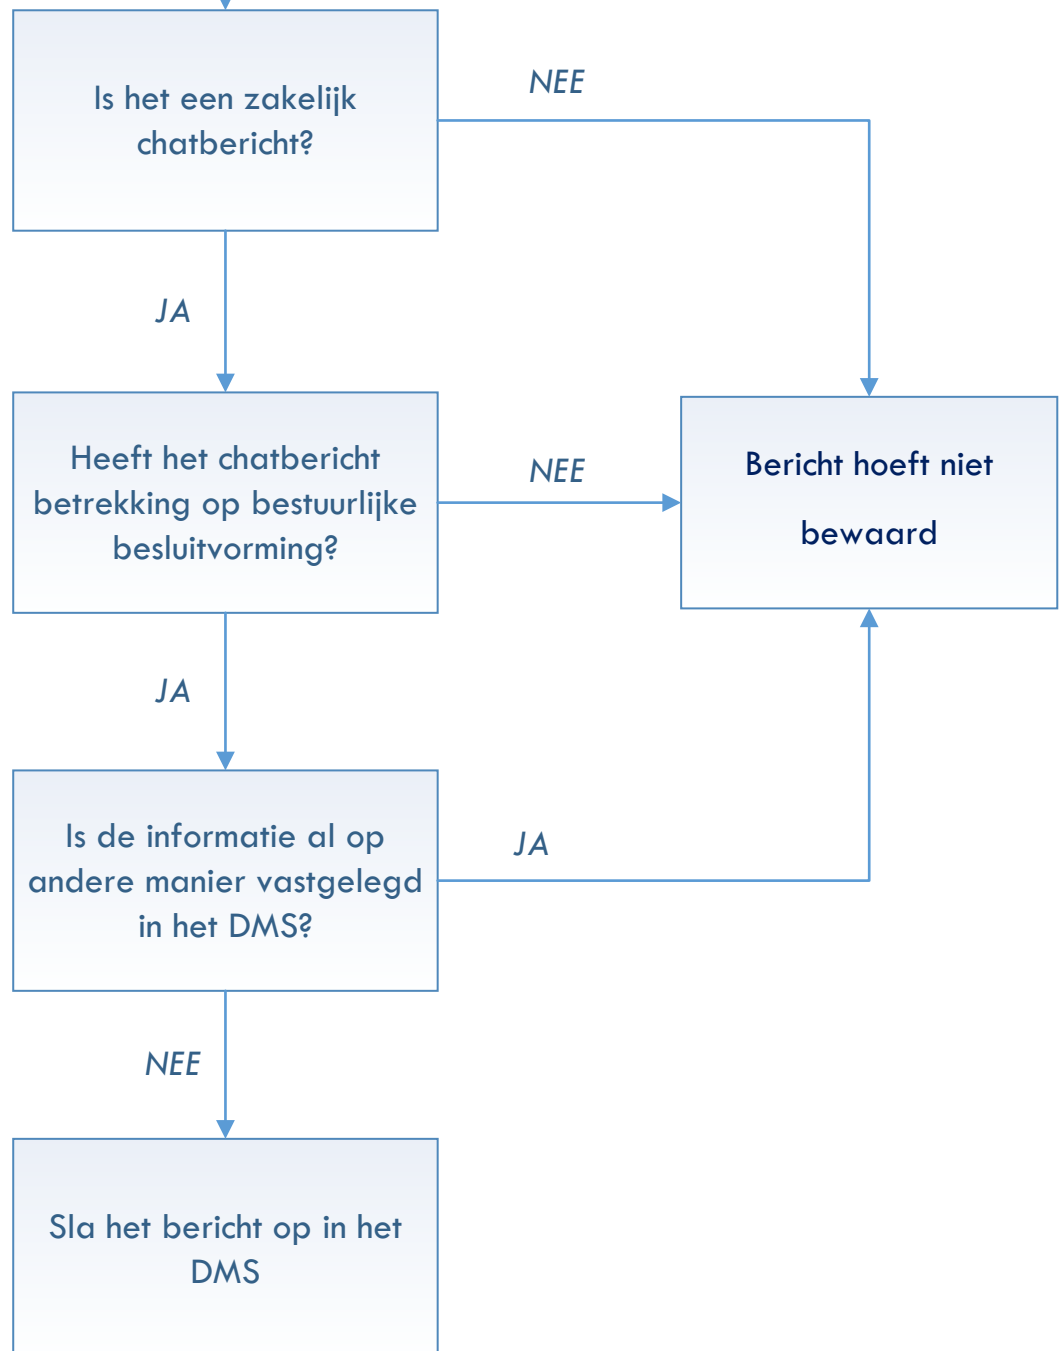 Is het een zakelijk
chatbericht?
NEE
JA
Heeft het chatbericht
betrekking op bestuurlijke
besluitvorming?
NEE
Bericht hoeft niet
bewaard
JA
Is de informatie al op
andere manier vastgelegd
in het DMS?
JA
NEE
Sla het bericht op in het
DMS